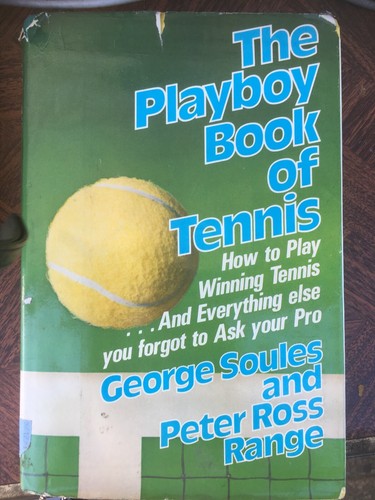 The
Playboy
Book
of
Tennis
How to Play
Winning Tennis
. . . And Everything else
you forgot to Ask your Pro
George Soules
and
Peter Ross
Range